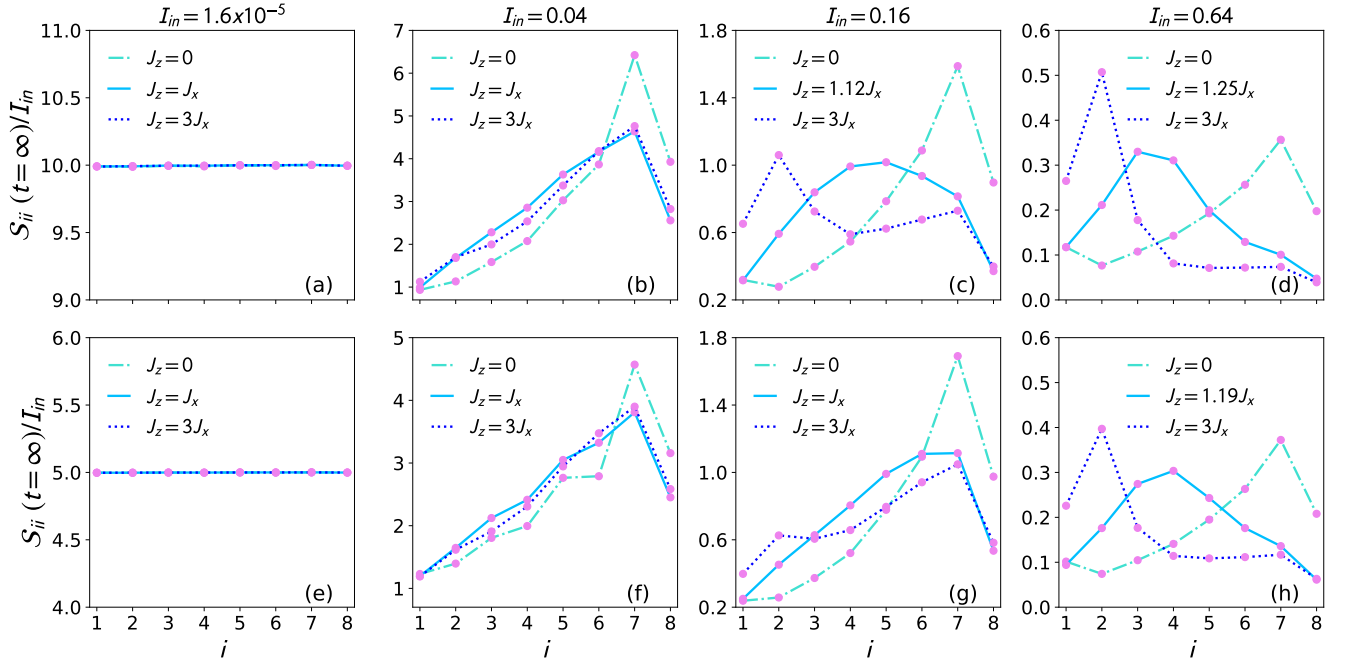 I_in = 1.6x10^-5
I_in = 0.04
I_in = 0.16
I_in = 0.64
S_ii (t = ∞)/I_in
11.0
10.5
10.0
9.5
9.0
J_z = 0
J_z = J_x
J_z = 3J_x
(a)
7
6
5
4
3
2
1
J_z = 0
J_z = J_x
J_z = 3J_x
(b)
1.8
1.4
1.0
0.6
0.2
J_z = 0
J_z = 1.12J_x
J_z = 3J_x
(c)
0.6
0.5
0.4
0.3
0.2
0.1
0.0
J_z = 0
J_z = 1.25J_x
J_z = 3J_x
(d)
S_ii (t = ∞)/I_in
6.0
5.5
5.0
4.5
4.0
J_z = 0
J_z = J_x
J_z = 3J_x
(e)
1 2 3 4 5 6 7 8
i
5
4
3
2
1
J_z = 0
J_z = J_x
J_z = 3J_x
(f)
1 2 3 4 5 6 7 8
i
1.8
1.4
1.0
0.6
0.2
J_z = 0
J_z = J_x
J_z = 3J_x
(g)
1 2 3 4 5 6 7 8
i
0.6
0.5
0.4
0.3
0.2
0.1
0.0
J_z = 0
J_z = 1.19J_x
J_z = 3J_x
(h)
1 2 3 4 5 6 7 8
i